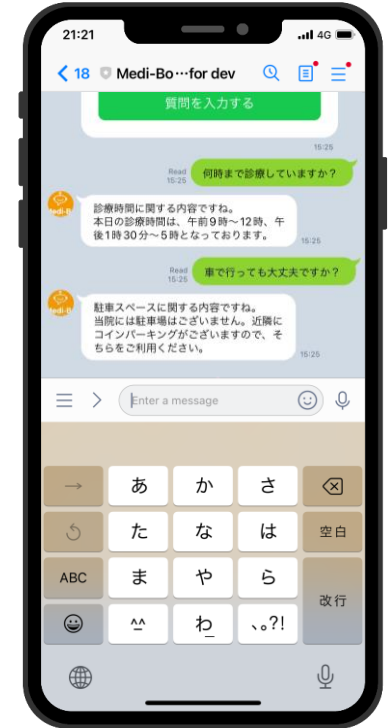 21:21
4G
18 Medi-Bo…for dev
質問を入力する
15:25
Read
15:25
何時まで診療していますか？
診療時間に関する内容ですね。
本日の診療時間は、午前9時〜12時、午
後1時30分〜5時となっております。
15:25
Read
15:25
車で行っても大丈夫ですか？
駐車スペースに関する内容ですね。
当院には駐車場はございません。近隣に
コインパーキングがございますので、そ
ちらをご利用ください。
15:25
Enter a message
→ あ か さ
た な は 空白
ABC ま や ら
改行
^^ わ_ 、。?!